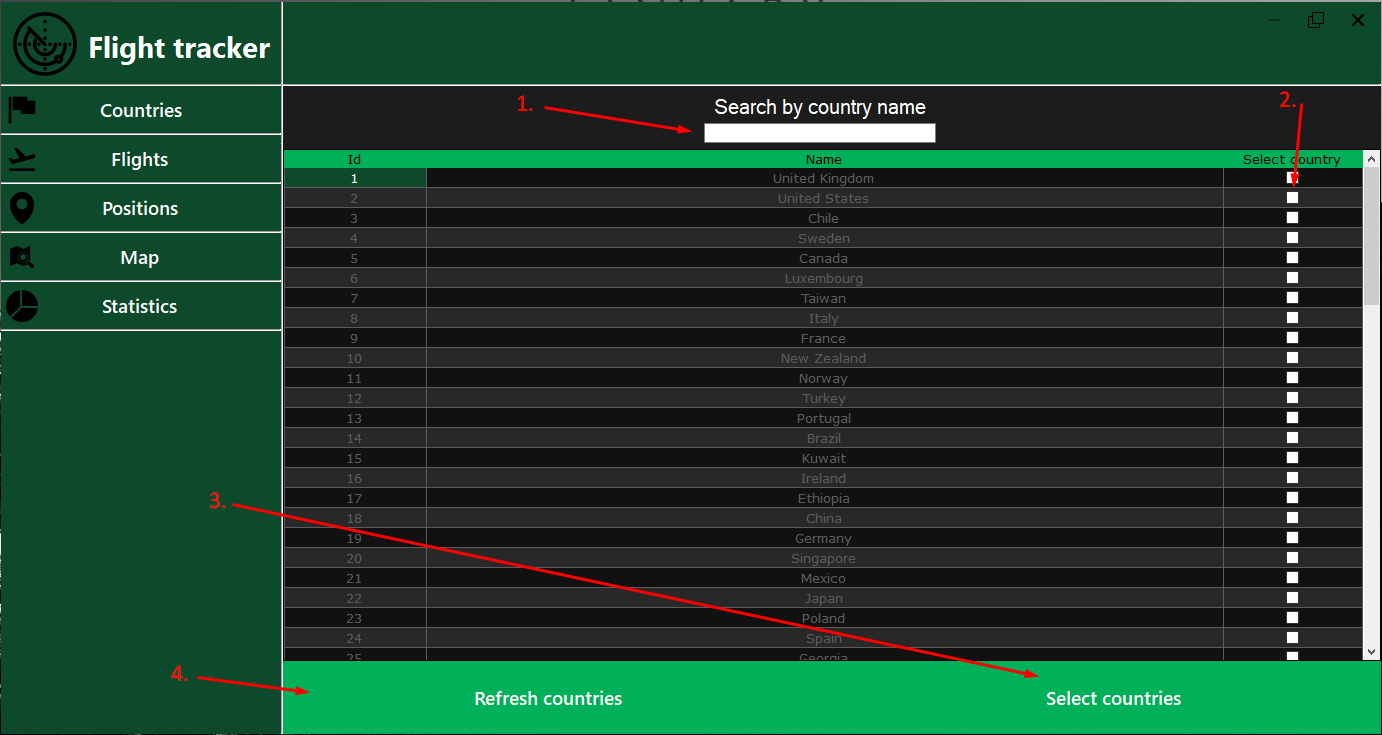 Flight tracker
Countries
Flights
Positions
Map
Statistics
1.
Search by country name
2.
Id Name Select country
1 United Kingdom
2 United States
3 Chile
4 Sweden
5 Canada
6 Luxembourg
7 Taiwan
8 Italy
9 France
10 New Zealand
11 Norway
12 Turkey
13 Portugal
14 Brazil
15 Kuwait
16 Ireland
17 Ethiopia
18 China
19 Germany
20 Singapore
21 Mexico
22 Japan
23 Poland
24 Spain
25 Georgia
3.
4.
Refresh countries Select countries